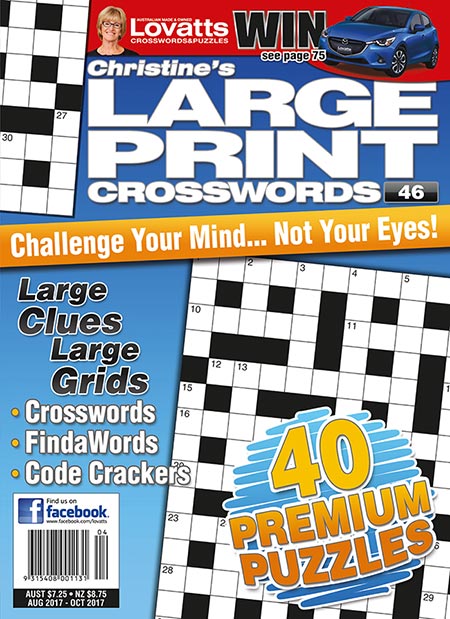 AUSTRALIAN MADE & OWNED
Lovatts
CROSSWORDS&PUZZLES
WIN
see page 75
Christine's
LARGE
PRINT
CROSSWORDS 46
Challenge Your Mind... Not Your Eyes!
27
30
Large
Clues
Large
Grids
• Crosswords
• FindaWords
• Code Crackers
2
3
4
5
10
11
12
13
15
16
22
23
28
29
40
PREMIUM
PUZZLES
Find us on
facebook.
www.facebook.com/lovatts
04
9 315408 001131
AUST $7.25 • NZ $8.75
AUG 2017 - OCT 2017